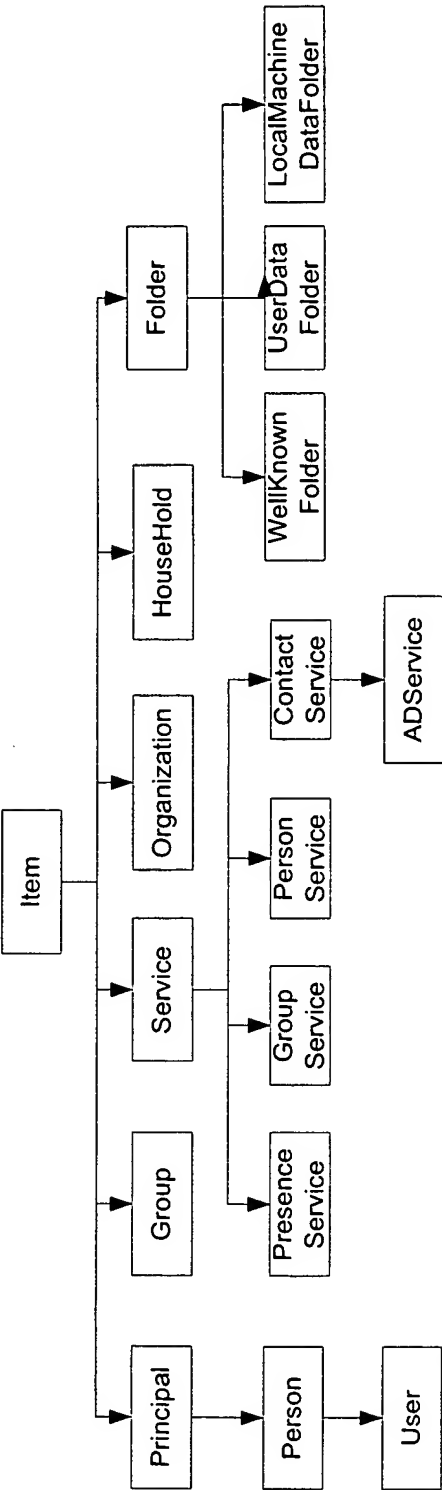 Item
Principal
Group
Service
Organization
HouseHold
Folder
Person
Presence
Service
Group
Service
Person
Service
Contact
Service
WellKnown
Folder
UserData
Folder
LocalMachine
DataFolder
User
ADService